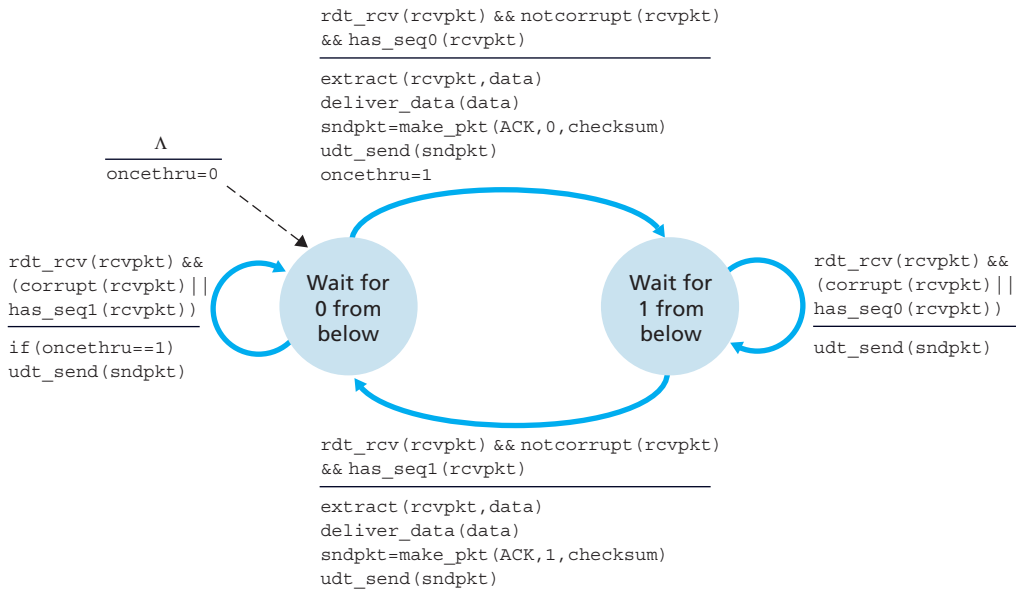 rdt_rcv(rcvpkt) && notcorrupt(rcvpkt)
&& has_seq0(rcvpkt)
extract(rcvpkt,data)
deliver_data(data)
sndpkt=make_pkt(ACK,0,checksum)
udt_send(sndpkt)
oncethru=1
Λ
oncethru=0
rdt_rcv(rcvpkt) &&
(corrupt(rcvpkt)||
has_seq1(rcvpkt))
if(oncethru==1)
udt_send(sndpkt)
Wait for
0 from
below
Wait for
1 from
below
rdt_rcv(rcvpkt) &&
(corrupt(rcvpkt)||
has_seq0(rcvpkt))
udt_send(sndpkt)
rdt_rcv(rcvpkt) && notcorrupt(rcvpkt)
&& has_seq1(rcvpkt)
extract(rcvpkt,data)
deliver_data(data)
sndpkt=make_pkt(ACK,1,checksum)
udt_send(sndpkt)